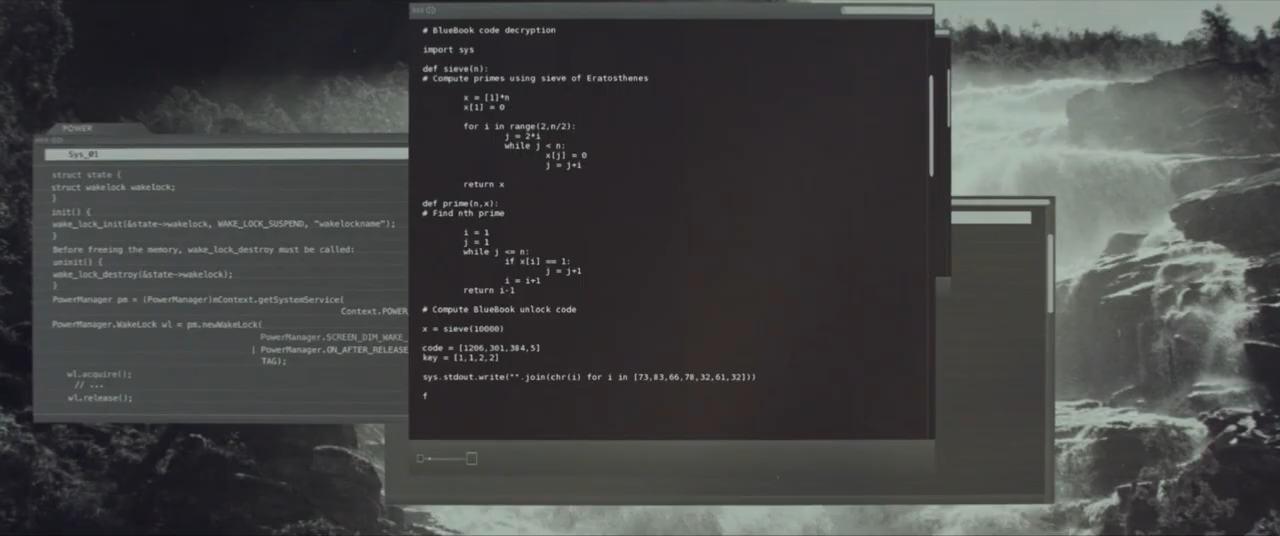 # BlueBook code decryption
import sys
def sieve(n):
# Compute primes using sieve of Eratosthenes
x = [1]*n
x[1] = 0
for i in range(2,n/2):
j = 2*i
while j < n:
x[j] = 0
j = j+i
return x
def prime(n,x):
# Find nth prime
i = 1
j = 1
while j <= n:
if x[i] == 1:
j = j+1
i = i+1
return i-1
# Compute BlueBook unlock code
x = sieve(10000)
code = [1206,301,384,5]
key = [1,1,2,2]
sys.stdout.write("".join(chr(i) for i in [73,83,66,78,32,61,32]))
f
POWER
Sys_01
struct state {
struct wakelock wakelock;
}
init() {
wake_lock_init(&state->wakelock, WAKE_LOCK_SUSPEND, "wakelockname");
}
Before freeing the memory, wake_lock_destroy must be called:
uninit() {
wake_lock_destroy(&state->wakelock);
}
PowerManager pm = (PowerManager)mContext.getSystemService(
Context.POWER_
PowerManager.WakeLock wl = pm.newWakeLock(
PowerManager.SCREEN_DIM_WAKE_
| PowerManager.ON_AFTER_RELEASE
TAG);
wl.acquire();
// ...
wl.release();